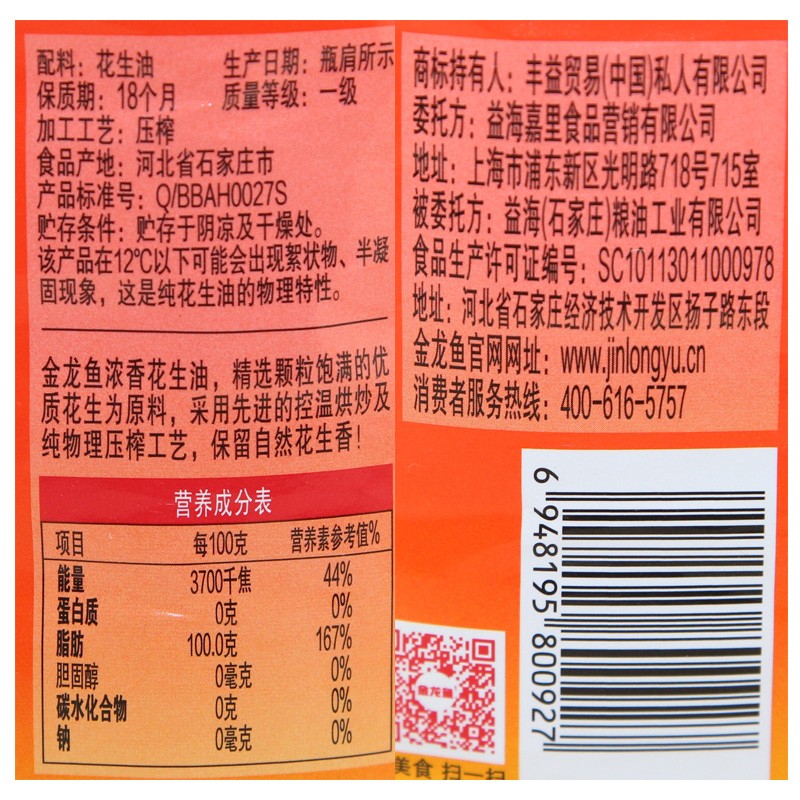 配料：花生油 生产日期：瓶肩所示
保质期：18个月 质量等级：一级
加工工艺：压榨
食品产地：河北省石家庄市
产品标准号：Q/BBAH0027S
贮存条件：贮存于阴凉及干燥处。
该产品在12℃以下可能会出现絮状物、半凝
固现象，这是纯花生油的物理特性。
金龙鱼浓香花生油，精选颗粒饱满的优
质花生为原料，采用先进的控温烘炒及
纯物理压榨工艺，保留自然花生香！
营养成分表
项目 每100克 营养素参考值%
能量 3700千焦 44%
蛋白质 0克 0%
脂肪 100.0克 167%
胆固醇 0毫克 0%
碳水化合物 0克 0%
钠 0毫克 0%
商标持有人：丰益贸易(中国)私人有限公司
委托方：益海嘉里食品营销有限公司
地址：上海市浦东新区光明路718号715室
被委托方：益海(石家庄)粮油工业有限公司
食品生产许可证编号：SC10113011000978
地址：河北省石家庄经济技术开发区扬子路东段
金龙鱼官网网址：www.jinlongyu.cn
消费者服务热线：400-616-5757
6 948195 800927
金龙鱼
美食 扫一扫